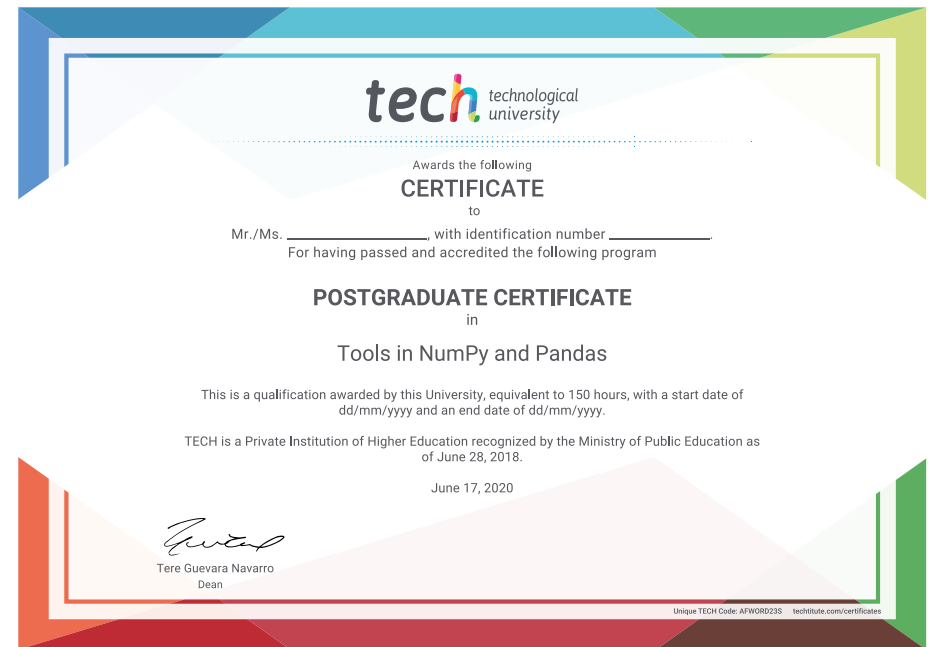 tech technological
university
Awards the following
CERTIFICATE
to
Mr./Ms. ____________________, with identification number ______________.
For having passed and accredited the following program
POSTGRADUATE CERTIFICATE
in
Tools in NumPy and Pandas
This is a qualification awarded by this University, equivalent to 150 hours, with a start date of
dd/mm/yyyy and an end date of dd/mm/yyyy.
TECH is a Private Institution of Higher Education recognized by the Ministry of Public Education as
of June 28, 2018.
June 17, 2020
Tere Guevara Navarro
Dean
Unique TECH Code: AFWORD23S techtitute.com/certificates